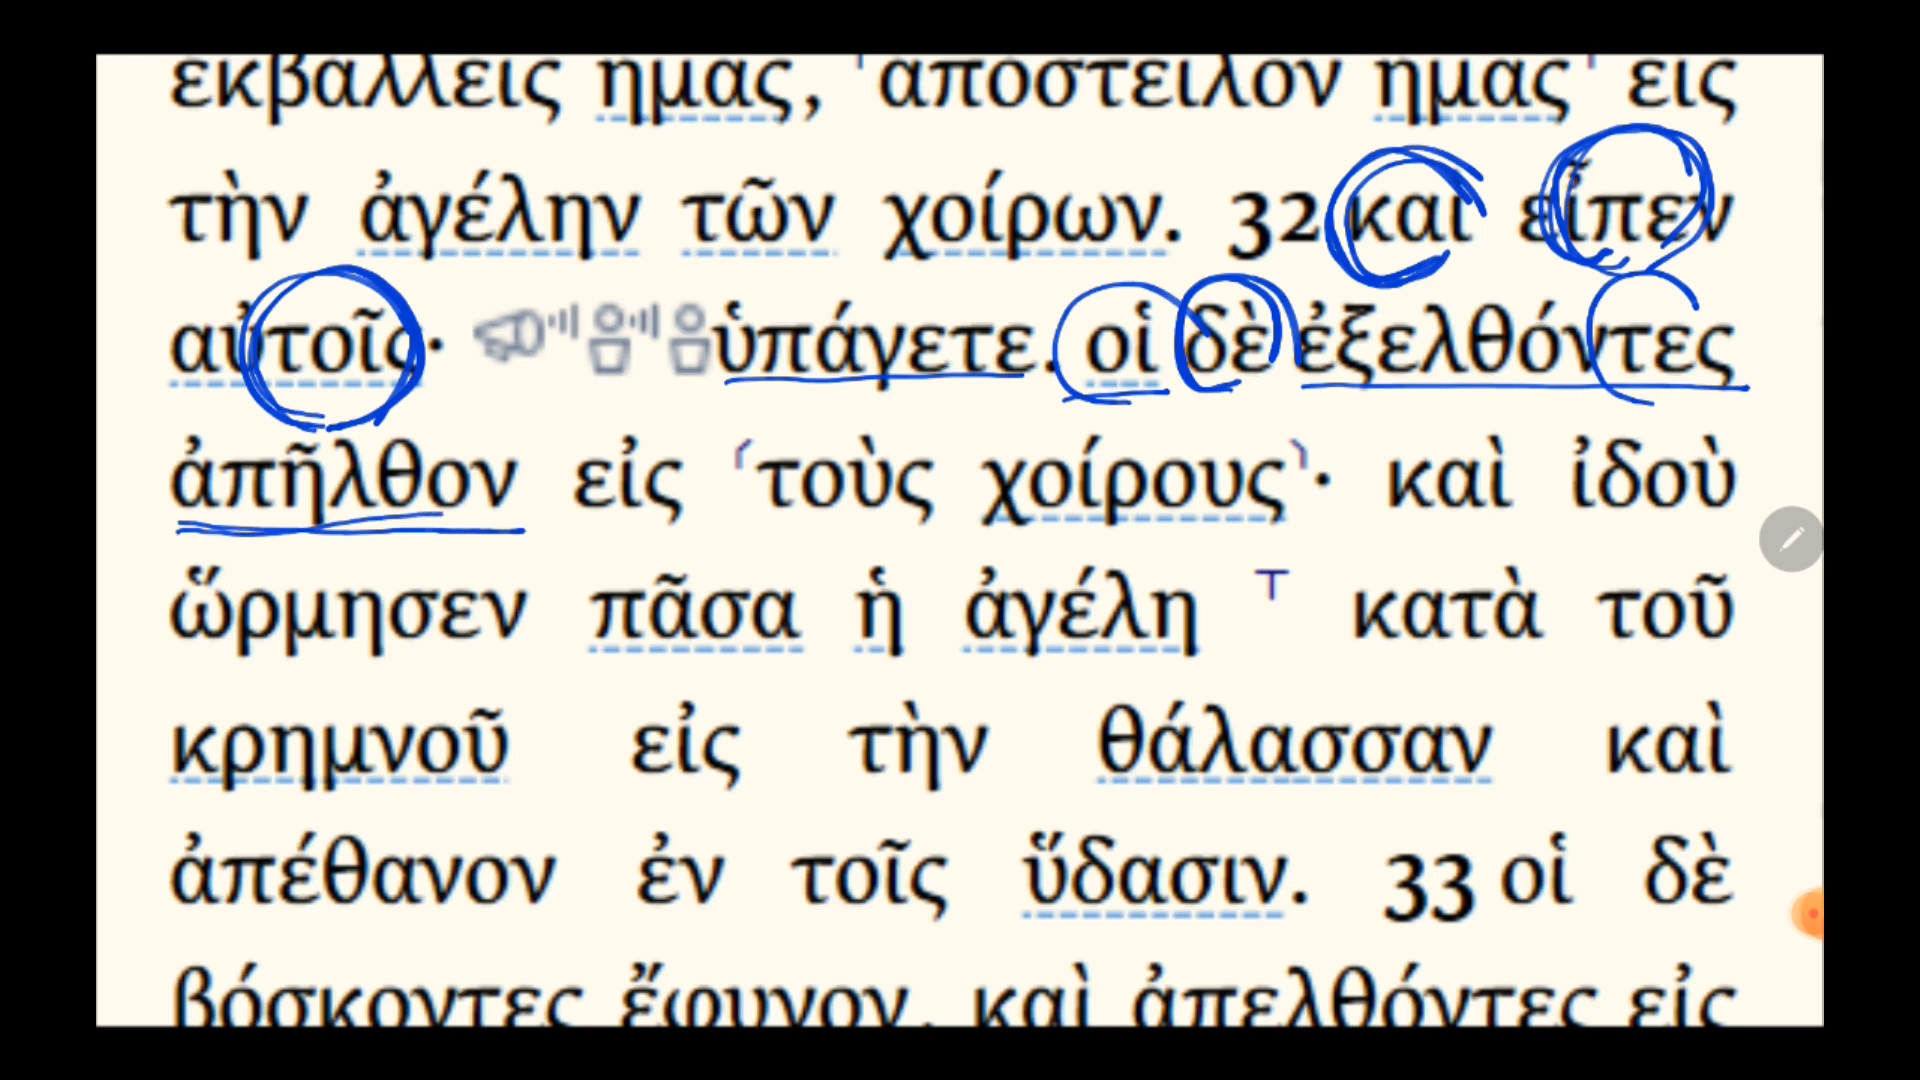 ἐκβάλλεις ἡμᾶς, ⸂ἀπόστειλον ἡμᾶς⸃ εἰς
τὴν ἀγέλην τῶν χοίρων. 32 καὶ εἶπεν
αὐτοῖς· ὑπάγετε. οἱ δὲ ἐξελθόντες
ἀπῆλθον εἰς ⸂τοὺς χοίρους⸃· καὶ ἰδοὺ
ὥρμησεν πᾶσα ἡ ἀγέλη ⸆ κατὰ τοῦ
κρημνοῦ εἰς τὴν θάλασσαν καὶ
ἀπέθανον ἐν τοῖς ὕδασιν. 33 οἱ δὲ
βόσκοντες ἔφυγον, καὶ ἀπελθόντες εἰς